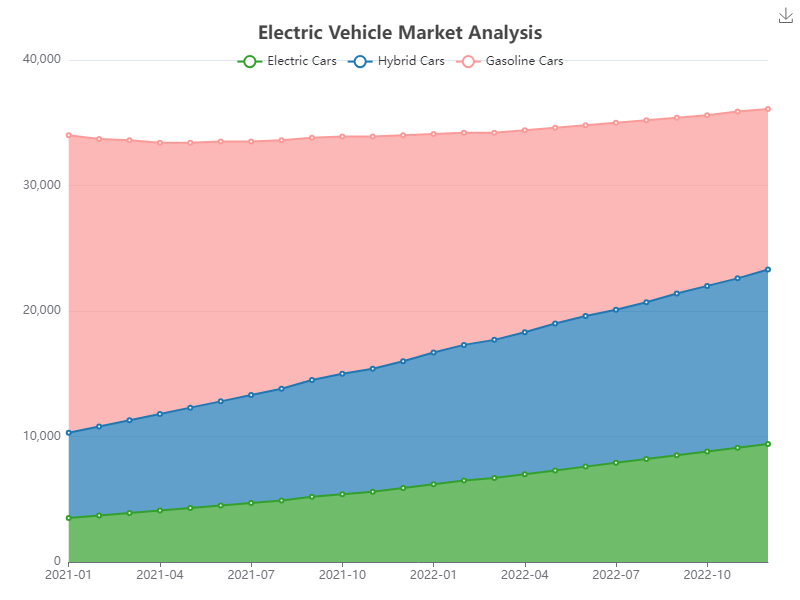 Electric Vehicle Market Analysis
Electric Cars Hybrid Cars Gasoline Cars
40,000
30,000
20,000
10,000
0
2021-01 2021-04 2021-07 2021-10 2022-01 2022-04 2022-07 2022-10